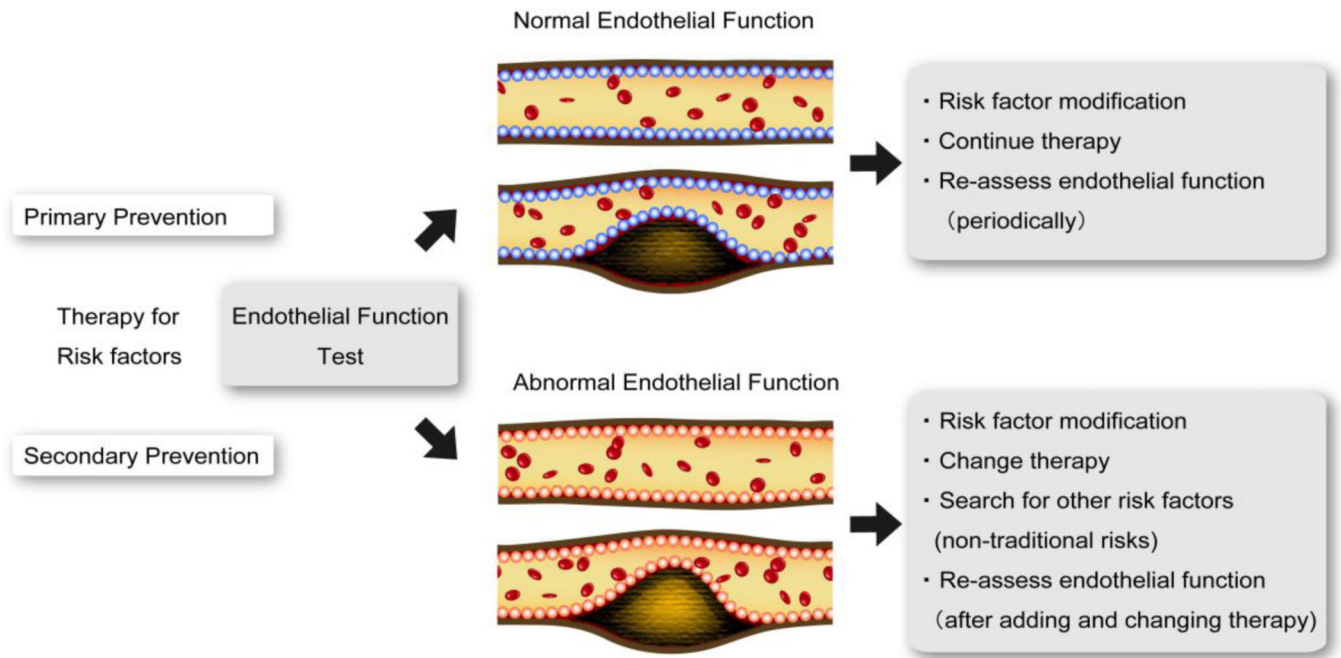 Normal Endothelial Function
・Risk factor modification
・Continue therapy
・Re-assess endothelial function
（periodically）
Primary Prevention
Therapy for
Risk factors
Endothelial Function
Test
Secondary Prevention
Abnormal Endothelial Function
・Risk factor modification
・Change therapy
・Search for other risk factors
(non-traditional risks)
・Re-assess endothelial function
（after adding and changing therapy)